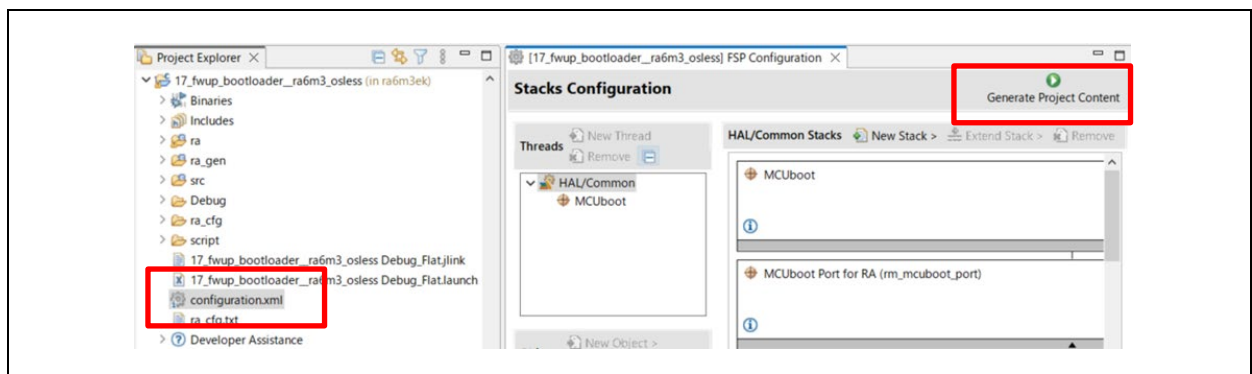 Project Explorer
17_fwup_bootloader__ra6m3_osless (in ra6m3ek)
Binaries
Includes
ra
ra_gen
src
Debug
ra_cfg
script
17_fwup_bootloader__ra6m3_osless Debug_Flat.jlink
17_fwup_bootloader__ra6m3_osless Debug_Flat.launch
configuration.xml
ra_cfg.txt
Developer Assistance
[17_fwup_bootloader__ra6m3_osless] FSP Configuration
Stacks Configuration
Generate Project Content
Threads
New Thread
Remove
HAL/Common
MCUboot
New Object >
HAL/Common Stacks New Stack > Extend Stack > Remove
MCUboot
MCUboot Port for RA (rm_mcuboot_port)